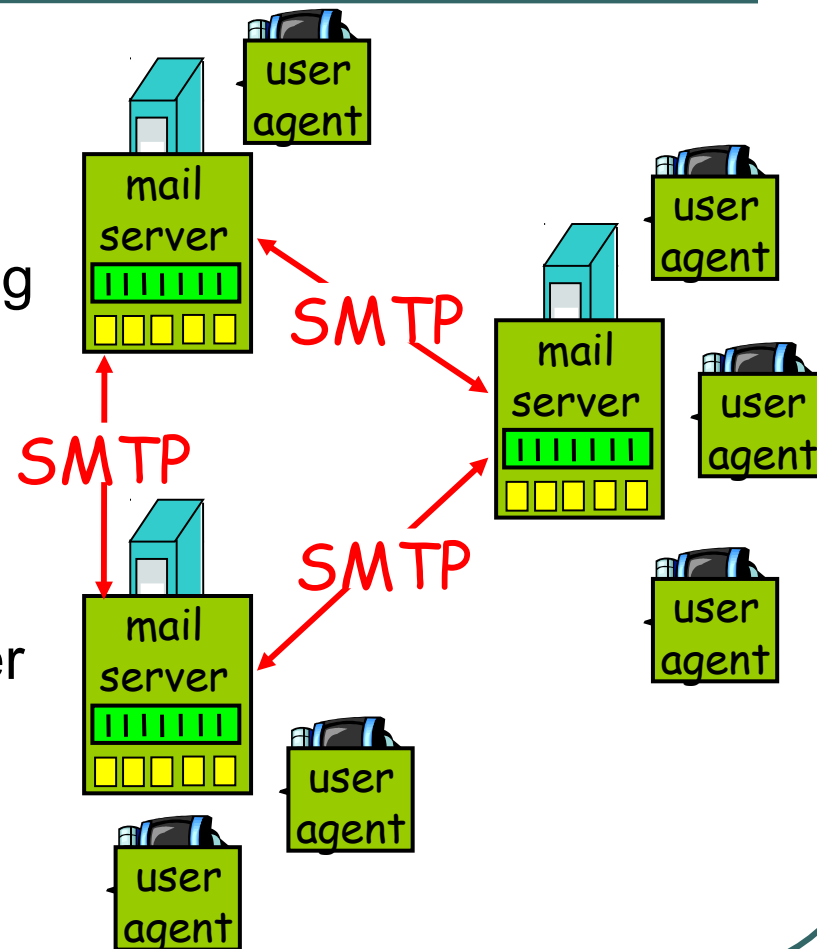 user
agent
mail
server
user
agent
g
SMTP
mail
server
user
agent
SMTP
SMTP
user
agent
mail
server
er
user
agent
user
agent